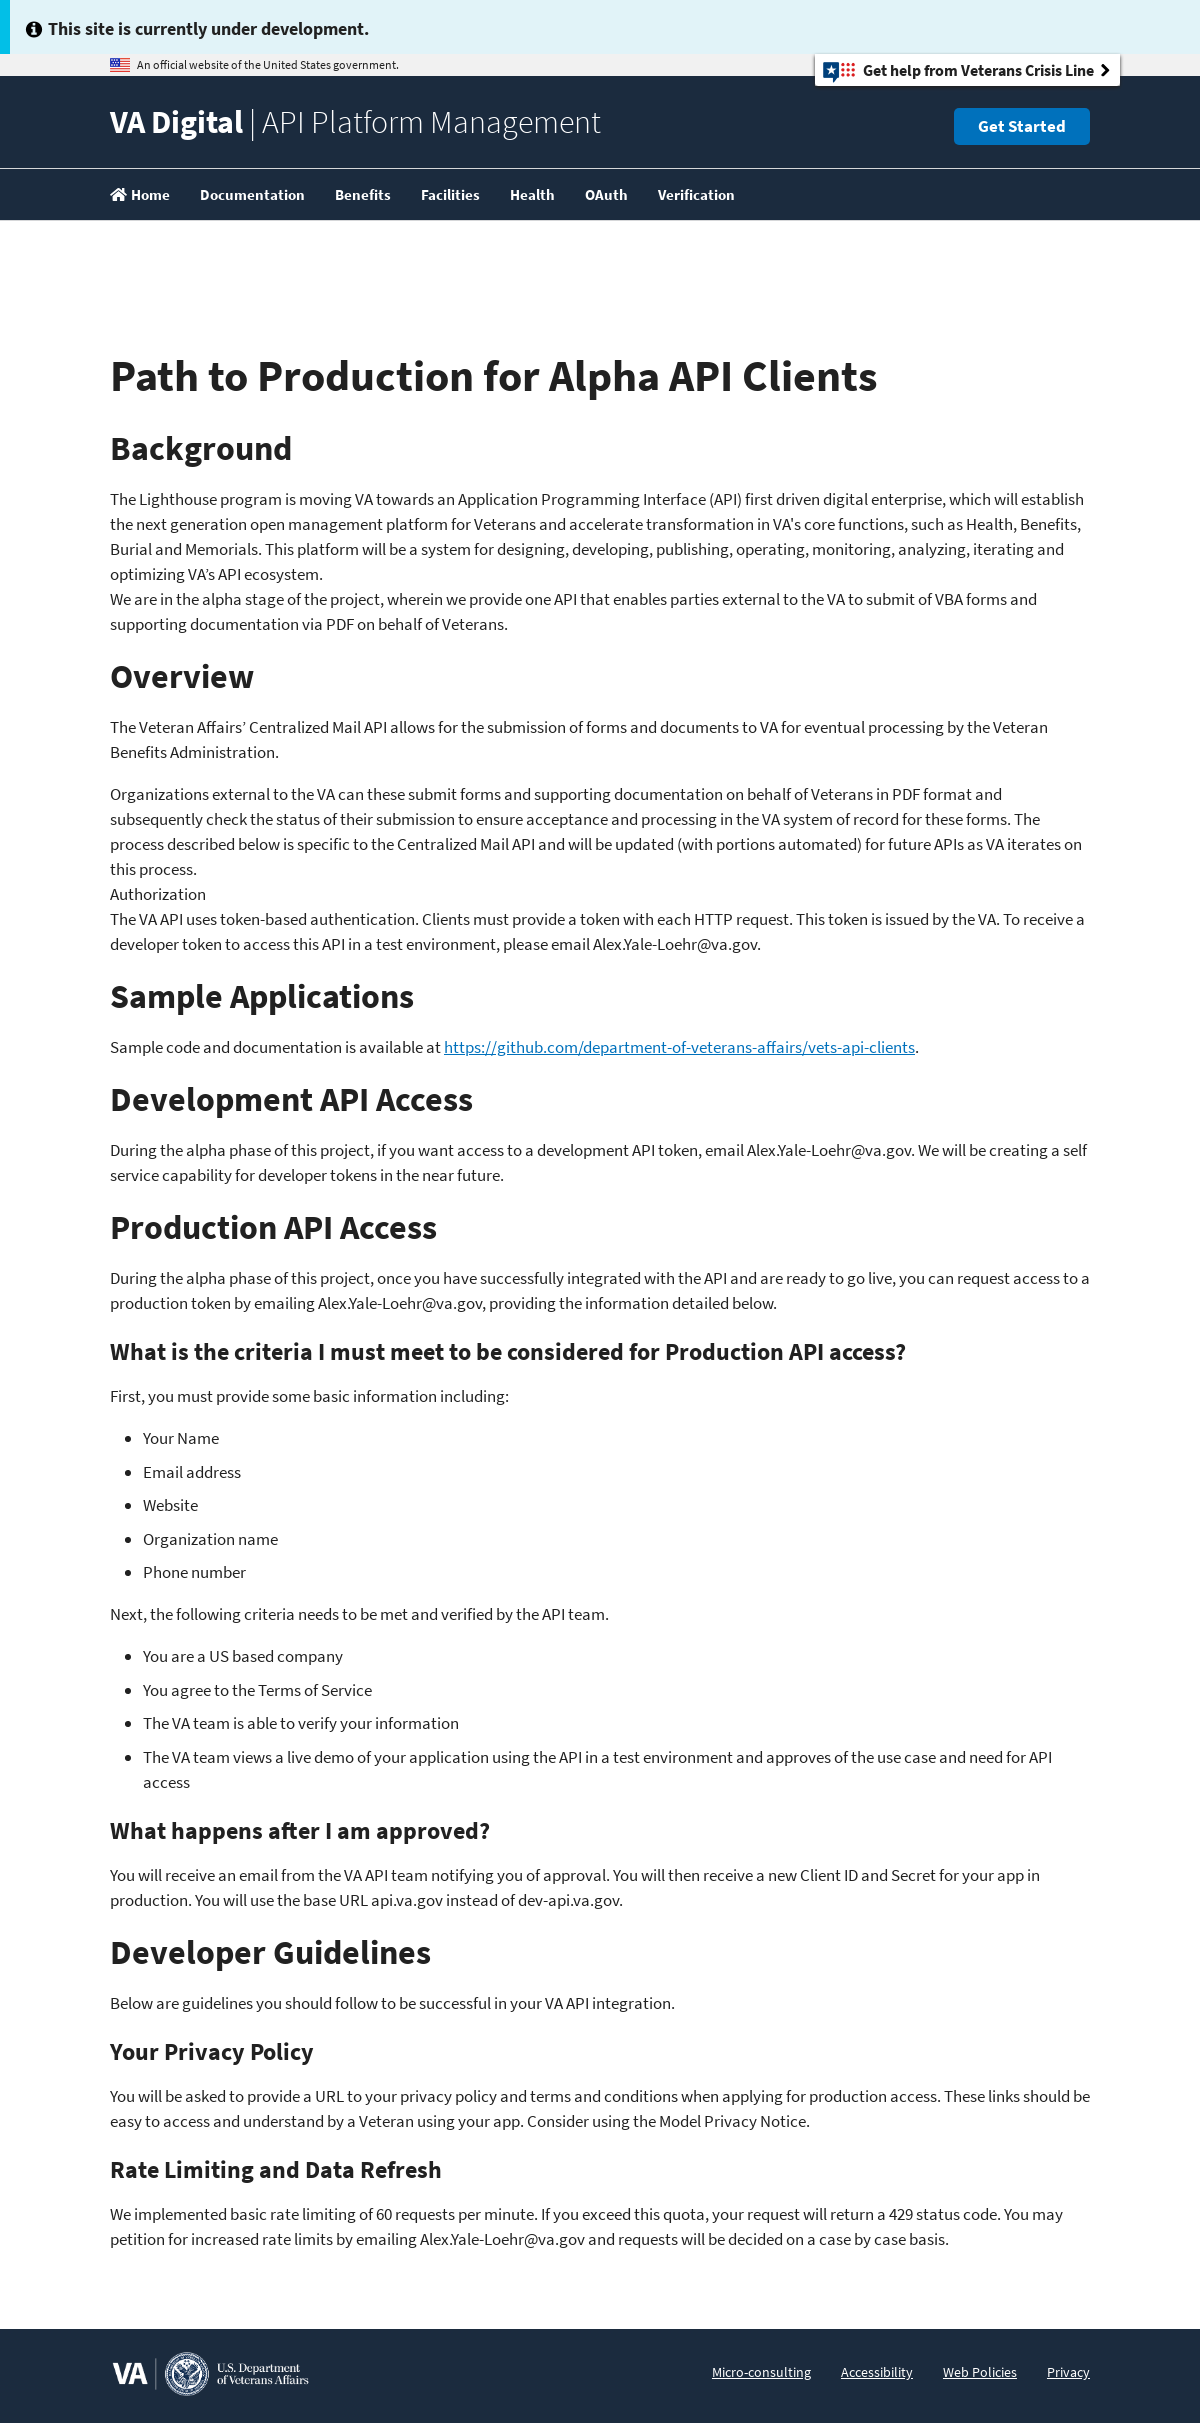 This site is currently under development.
An official website of the United States government.
Get help from Veterans Crisis Line
VA Digital | API Platform Management
Get Started
Home Documentation Benefits Facilities Health OAuth Verification
Path to Production for Alpha API Clients
Background
The Lighthouse program is moving VA towards an Application Programming Interface (API) first driven digital enterprise, which will establish
the next generation open management platform for Veterans and accelerate transformation in VA's core functions, such as Health, Benefits,
Burial and Memorials. This platform will be a system for designing, developing, publishing, operating, monitoring, analyzing, iterating and
optimizing VA’s API ecosystem.
We are in the alpha stage of the project, wherein we provide one API that enables parties external to the VA to submit of VBA forms and
supporting documentation via PDF on behalf of Veterans.
Overview
The Veteran Affairs’ Centralized Mail API allows for the submission of forms and documents to VA for eventual processing by the Veteran
Benefits Administration.
Organizations external to the VA can these submit forms and supporting documentation on behalf of Veterans in PDF format and
subsequently check the status of their submission to ensure acceptance and processing in the VA system of record for these forms. The
process described below is specific to the Centralized Mail API and will be updated (with portions automated) for future APIs as VA iterates on
this process.
Authorization
The VA API uses token-based authentication. Clients must provide a token with each HTTP request. This token is issued by the VA. To receive a
developer token to access this API in a test environment, please email Alex.Yale-Loehr@va.gov.
Sample Applications
Sample code and documentation is available at https://github.com/department-of-veterans-affairs/vets-api-clients.
Development API Access
During the alpha phase of this project, if you want access to a development API token, email Alex.Yale-Loehr@va.gov. We will be creating a self
service capability for developer tokens in the near future.
Production API Access
During the alpha phase of this project, once you have successfully integrated with the API and are ready to go live, you can request access to a
production token by emailing Alex.Yale-Loehr@va.gov, providing the information detailed below.
What is the criteria I must meet to be considered for Production API access?
First, you must provide some basic information including:
• Your Name
• Email address
• Website
• Organization name
• Phone number
Next, the following criteria needs to be met and verified by the API team.
• You are a US based company
• You agree to the Terms of Service
• The VA team is able to verify your information
• The VA team views a live demo of your application using the API in a test environment and approves of the use case and need for API
access
What happens after I am approved?
You will receive an email from the VA API team notifying you of approval. You will then receive a new Client ID and Secret for your app in
production. You will use the base URL api.va.gov instead of dev-api.va.gov.
Developer Guidelines
Below are guidelines you should follow to be successful in your VA API integration.
Your Privacy Policy
You will be asked to provide a URL to your privacy policy and terms and conditions when applying for production access. These links should be
easy to access and understand by a Veteran using your app. Consider using the Model Privacy Notice.
Rate Limiting and Data Refresh
We implemented basic rate limiting of 60 requests per minute. If you exceed this quota, your request will return a 429 status code. You may
petition for increased rate limits by emailing Alex.Yale-Loehr@va.gov and requests will be decided on a case by case basis.
VA
U.S. Department
of Veterans Affairs
Micro-consulting Accessibility Web Policies Privacy